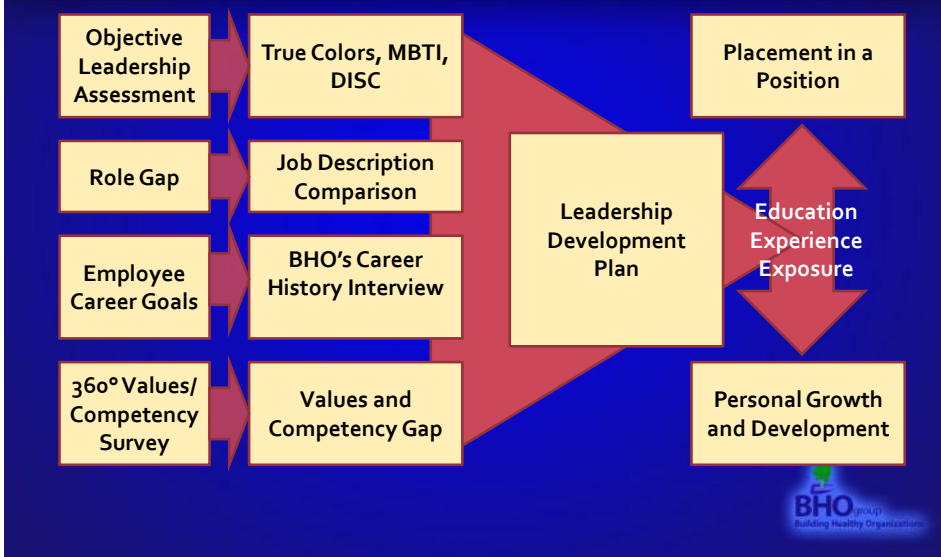 Objective
Leadership
Assessment
True Colors, MBTI,
DISC
Placement in a
Position
Role Gap
Job Description
Comparison
Leadership
Development
Plan
Education
Experience
Exposure
Employee
Career Goals
BHO's Career
History Interview
360° Values/
Competency
Survey
Values and
Competency Gap
Personal Growth
and Development
BHO group
Building Healthy Organizations